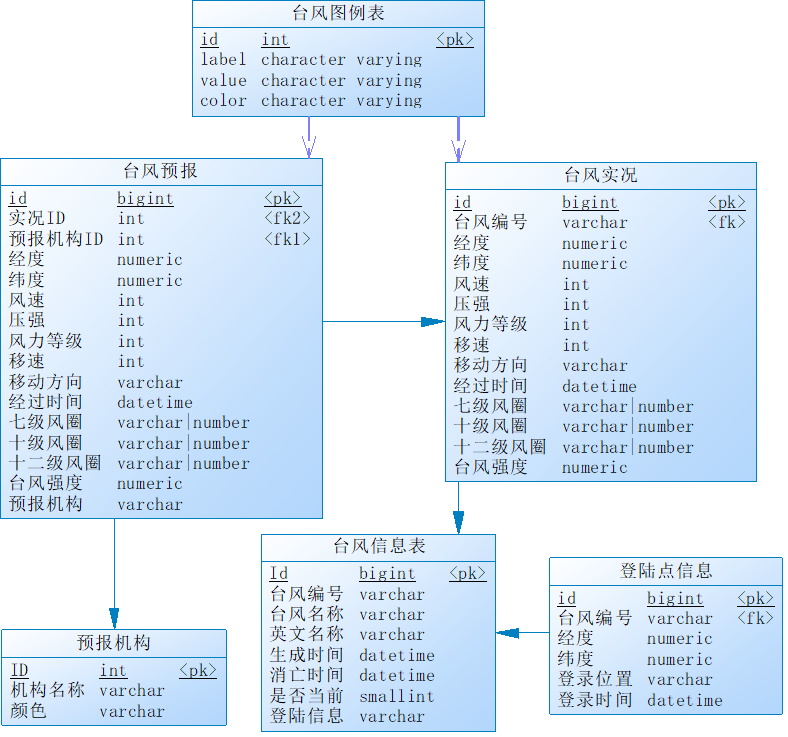 台风图例表
id int <pk>
label character varying
value character varying
color character varying
台风预报
id bigint <pk>
实况ID int <fk2>
预报机构ID int <fk1>
经度 numeric
纬度 numeric
风速 int
压强 int
风力等级 int
移速 int
移动方向 varchar
经过时间 datetime
七级风圈 varchar|number
十级风圈 varchar|number
十二级风圈 varchar|number
台风强度 numeric
预报机构 varchar
台风实况
id bigint <pk>
台风编号 varchar <fk>
经度 numeric
纬度 numeric
风速 int
压强 int
风力等级 int
移速 int
移动方向 varchar
经过时间 datetime
七级风圈 varchar|number
十级风圈 varchar|number
十二级风圈 varchar|number
台风强度 numeric
台风信息表
Id bigint <pk>
台风编号 varchar
台风名称 varchar
英文名称 varchar
生成时间 datetime
消亡时间 datetime
是否当前 smallint
登陆信息 varchar
登陆点信息
id bigint <pk>
台风编号 varchar <fk>
经度 numeric
纬度 numeric
登录位置 varchar
登录时间 datetime
预报机构
ID int <pk>
机构名称 varchar
颜色 varchar